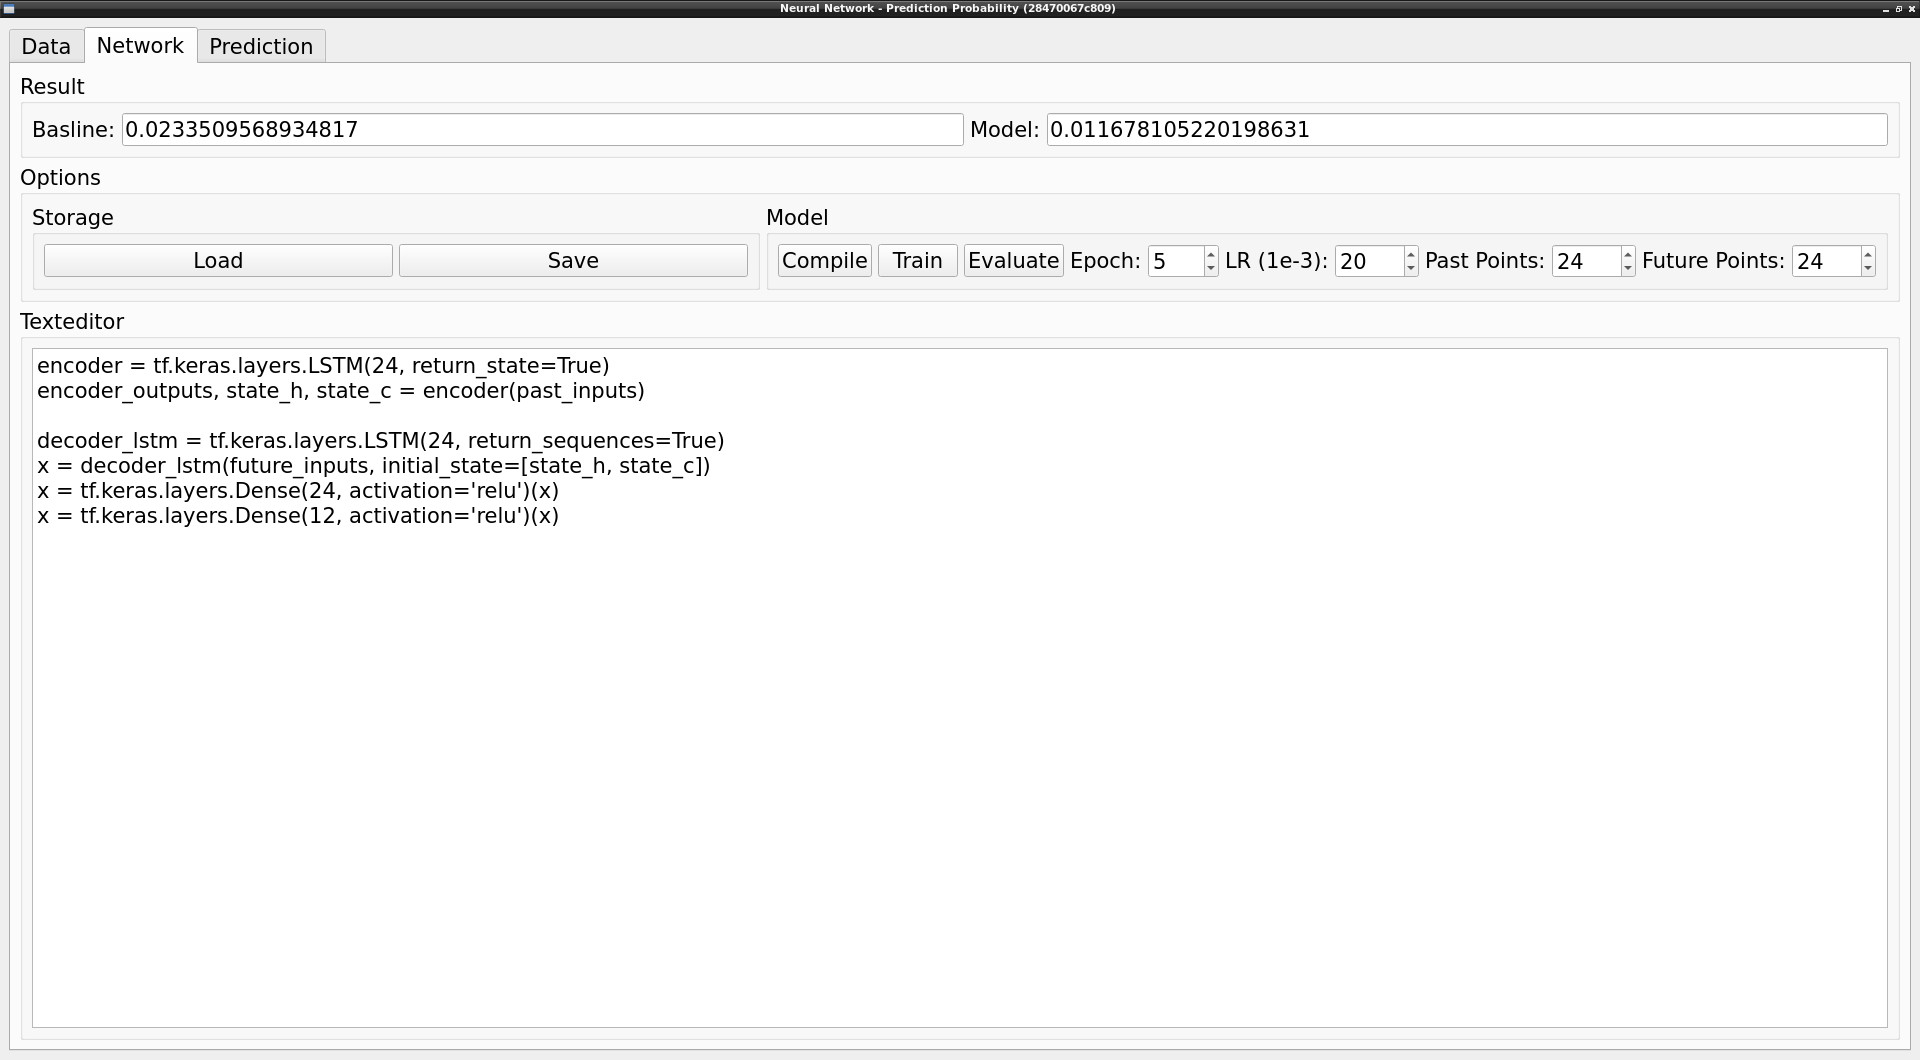 Neural Network - Prediction Probability (28470067c809)
Data Network Prediction
Result
Basline: 0.0233509568934817 Model: 0.011678105220198631
Options
Storage Model
Load Save Compile Train Evaluate Epoch: 5 LR (1e-3): 20 Past Points: 24 Future Points: 24
Texteditor
encoder = tf.keras.layers.LSTM(24, return_state=True)
encoder_outputs, state_h, state_c = encoder(past_inputs)
decoder_lstm = tf.keras.layers.LSTM(24, return_sequences=True)
x = decoder_lstm(future_inputs, initial_state=[state_h, state_c])
x = tf.keras.layers.Dense(24, activation='relu')(x)
x = tf.keras.layers.Dense(12, activation='relu')(x)